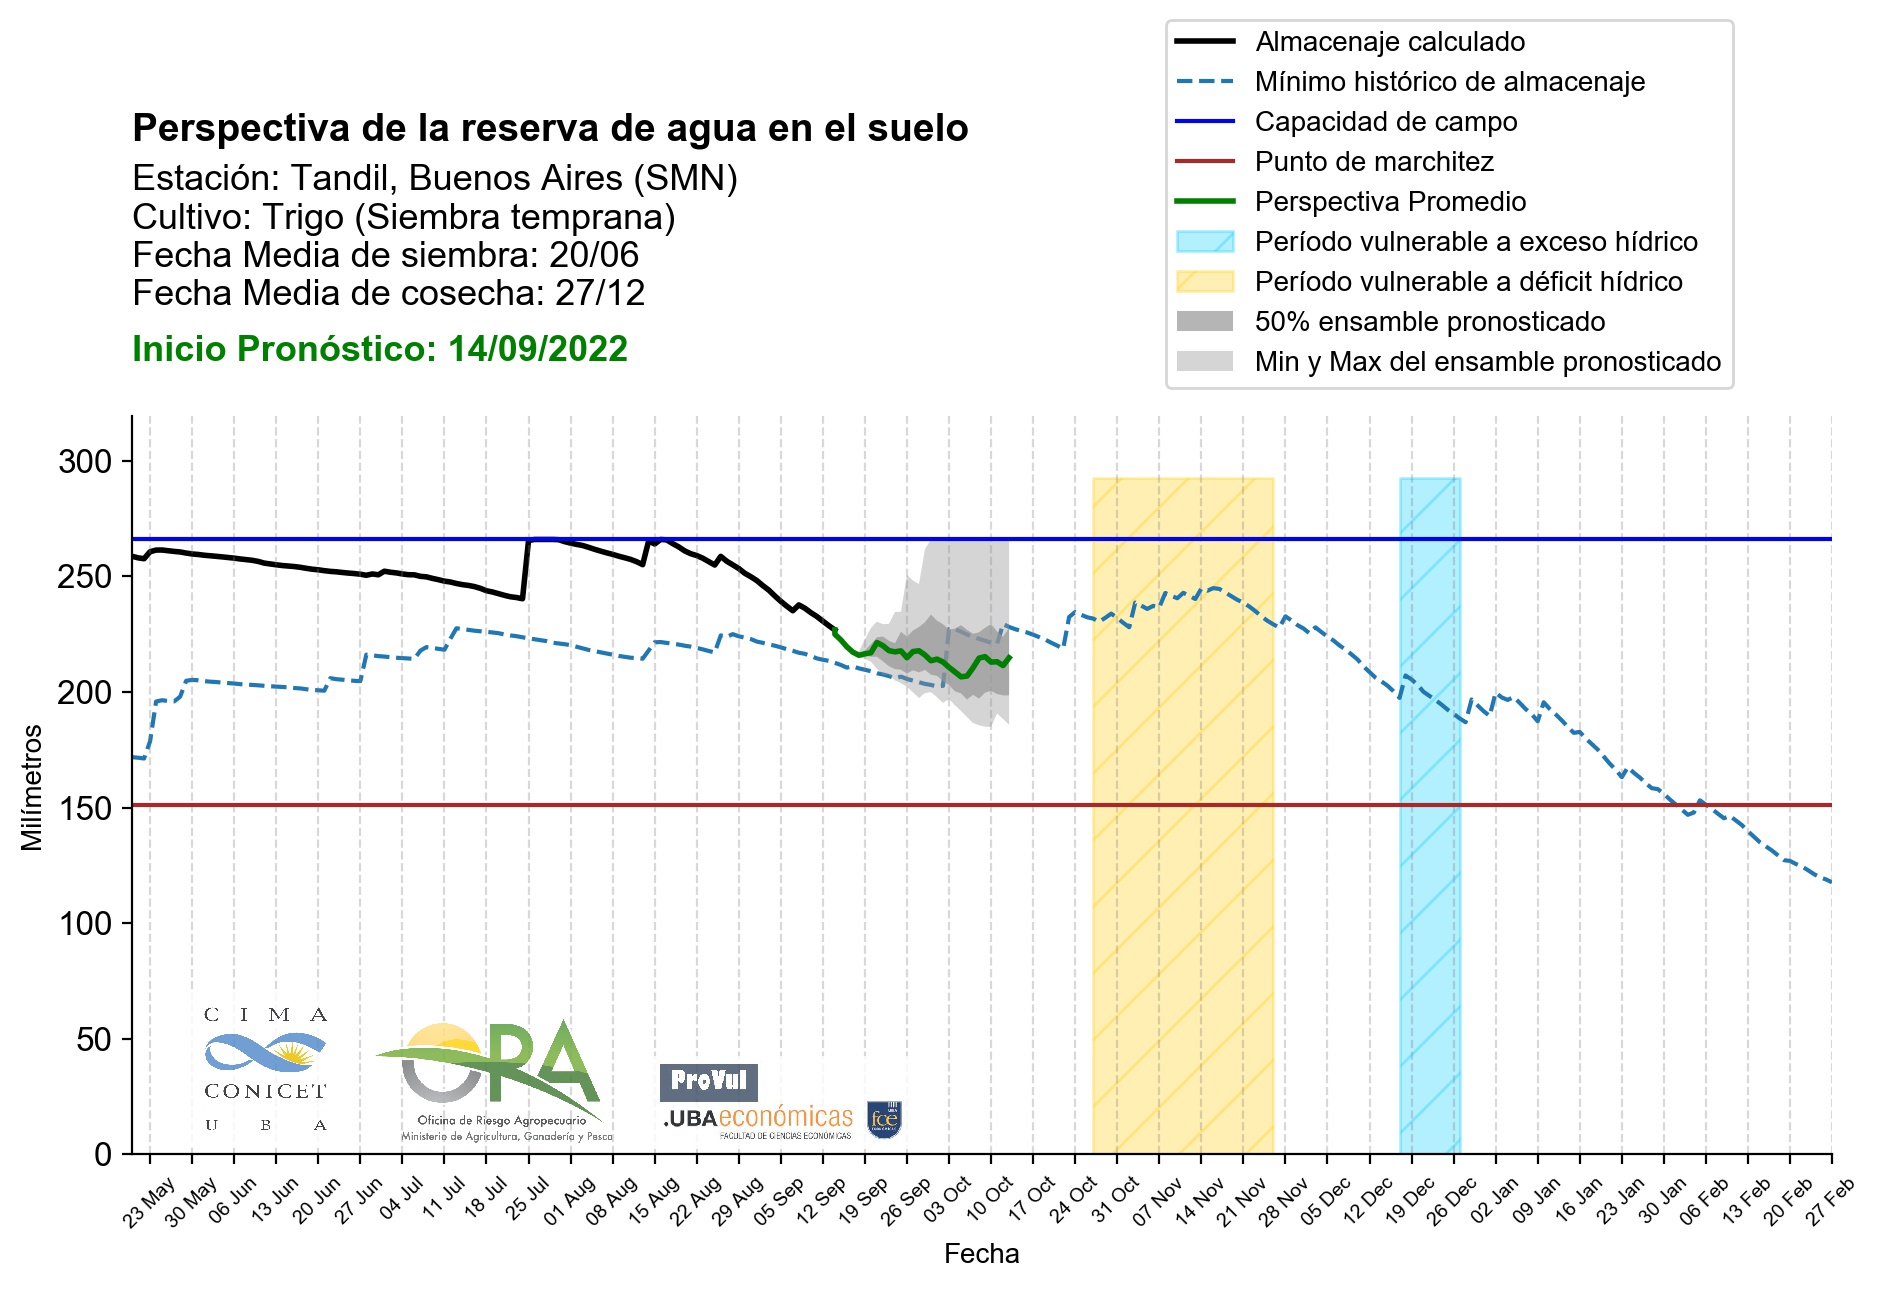 Almacenaje calculado
Mínimo histórico de almacenaje
Capacidad de campo
Punto de marchitez
Perspectiva Promedio
Período vulnerable a exceso hídrico
Período vulnerable a déficit hídrico
50% ensamble pronosticado
Min y Max del ensamble pronosticado
Perspectiva de la reserva de agua en el suelo
Estación: Tandil, Buenos Aires (SMN)
Cultivo: Trigo (Siembra temprana)
Fecha Media de siembra: 20/06
Fecha Media de cosecha: 27/12
Inicio Pronóstico: 14/09/2022
Milímetros
300
250
200
150
100
50
0
CIMA
CONICET
UBA
ORA
Oficina de Riesgo Agropecuario
Ministerio de Agricultura, Ganadería y Pesca
ProVul
.UBAeconómicas
FACULTAD DE CIENCIAS ECONÓMICAS
fce
23 May
30 May
06 Jun
13 Jun
20 Jun
27 Jun
04 Jul
11 Jul
18 Jul
25 Jul
01 Aug
08 Aug
15 Aug
22 Aug
29 Aug
05 Sep
12 Sep
19 Sep
26 Sep
03 Oct
10 Oct
17 Oct
24 Oct
31 Oct
07 Nov
14 Nov
21 Nov
28 Nov
05 Dec
12 Dec
19 Dec
26 Dec
02 Jan
09 Jan
16 Jan
23 Jan
30 Jan
06 Feb
13 Feb
20 Feb
27 Feb
Fecha